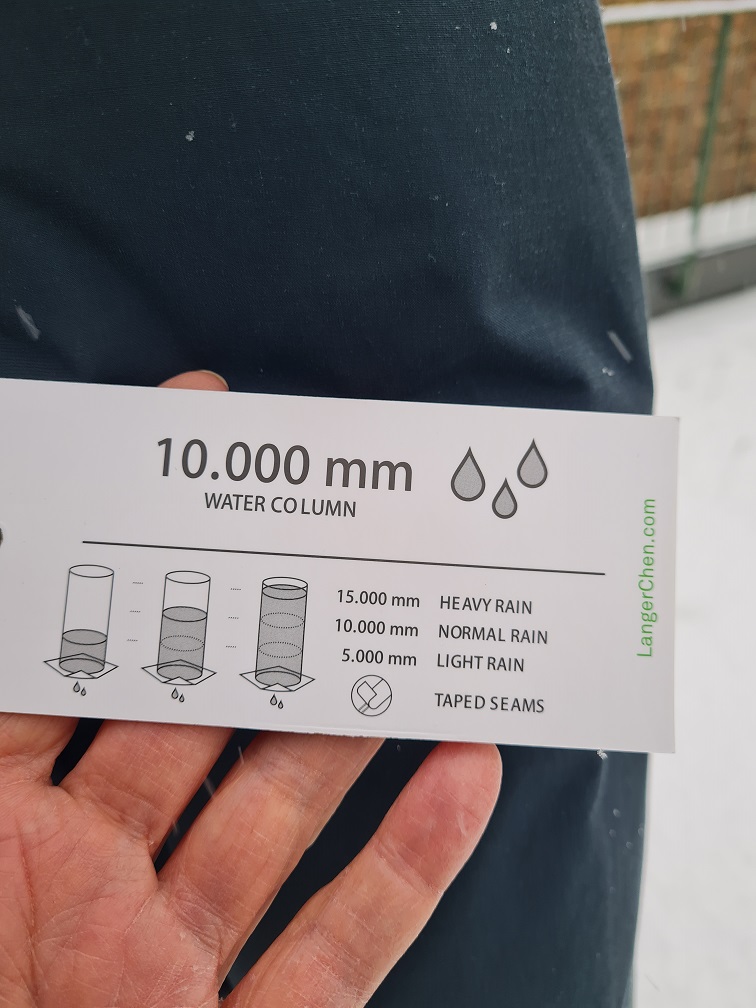 10.000 mm
WATER COLUMN
15.000 mm HEAVY RAIN
10.000 mm NORMAL RAIN
5.000 mm LIGHT RAIN
TAPED SEAMS
LangerChen.com